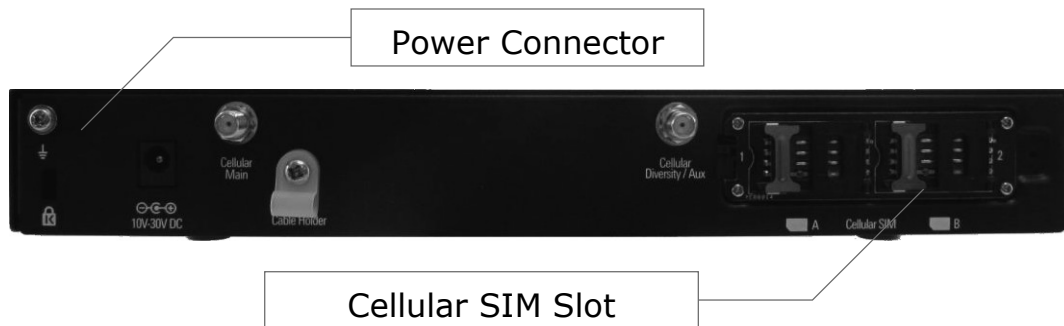 Power Connector
Cellular
Main
Cellular
Diversity / Aux
1
2
10V-30V DC
Cable Holder
A
Cellular SIM
B
Cellular SIM Slot